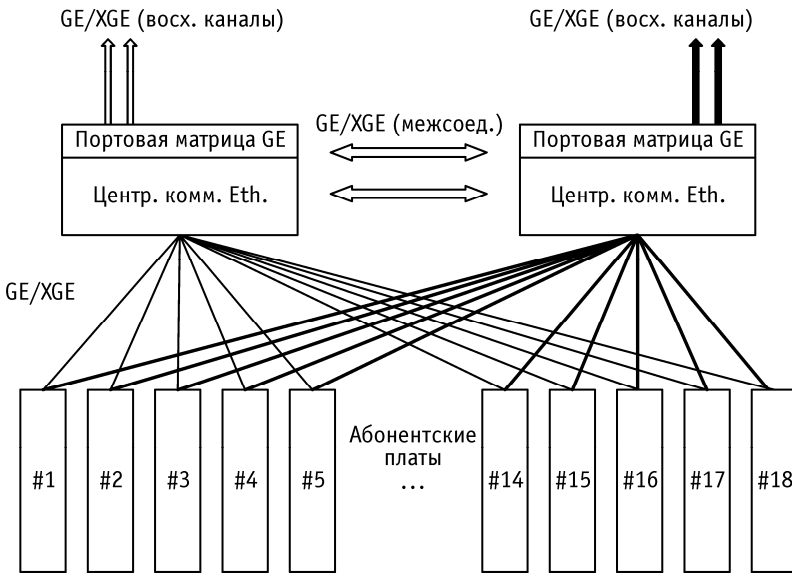 GE/XGE (восх. каналы)
GE/XGE (восх. каналы)
GE/XGE (межсоед.)
Портовая матрица GE
Портовая матрица GE
Центр. комм. Eth.
Центр. комм. Eth.
GE/XGE
Абонентские
платы
...
#1
#2
#3
#4
#5
#14
#15
#16
#17
#18